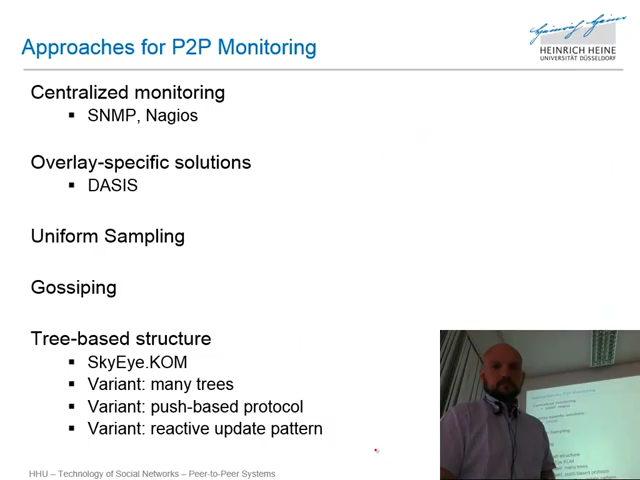 Approaches for P2P Monitoring
HEINRICH HEINE
UNIVERSITÄT DÜSSELDORF
Centralized monitoring
▪ SNMP, Nagios
Overlay-specific solutions
▪ DASIS
Uniform Sampling
Gossiping
Tree-based structure
▪ SkyEye.KOM
▪ Variant: many trees
▪ Variant: push-based protocol
▪ Variant: reactive update pattern
HHU – Technology of Social Networks – Peer-to-Peer Systems